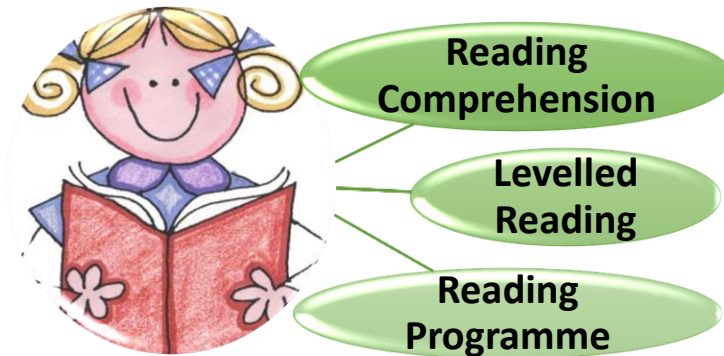 Reading
Comprehension
Levelled
Reading
Reading
Programme